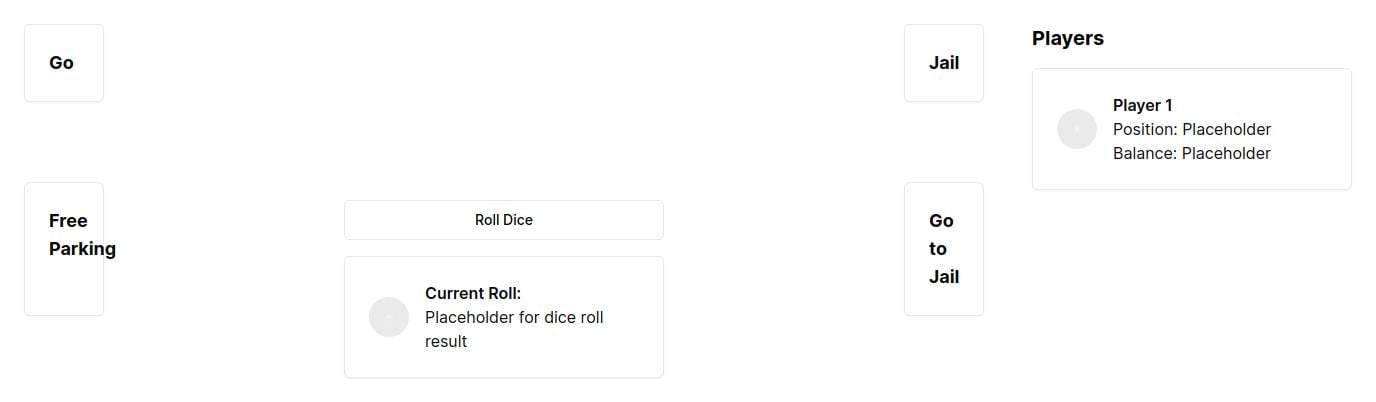 Go
Jail
Players
Player 1
Position: Placeholder
Balance: Placeholder
Free
Parking
Roll Dice
Go
to
Jail
Current Roll:
Placeholder for dice roll
result